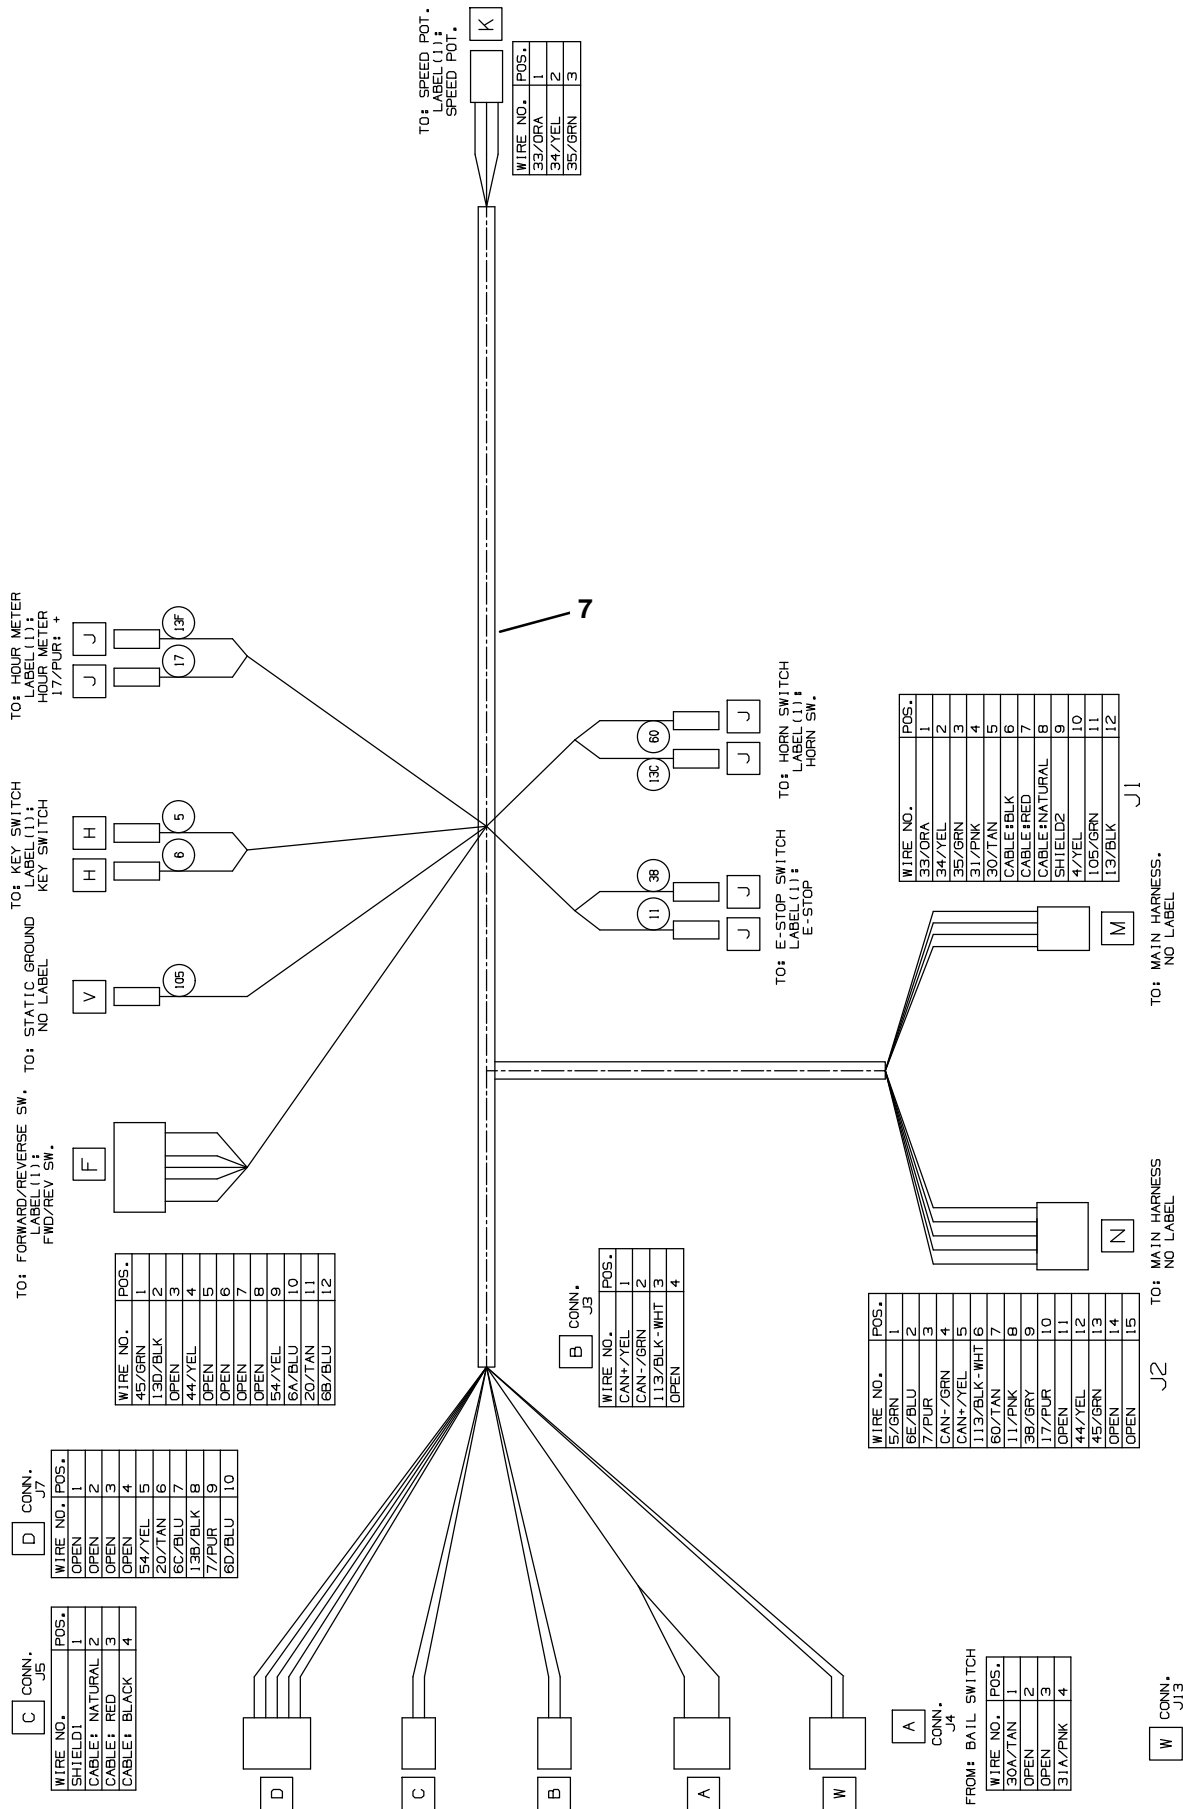 TO: SPEED POT.
LABEL(1):
SPEED POT.
K
WIRE NO. POS.
33/ORA 1
34/YEL 2
35/GRN 3
7
TO: HOUR METER
LABEL(1):
HOUR METER
17/PUR: +
J
J
17
13F
TO: KEY SWITCH
LABEL(1):
KEY SWITCH
H
H
6
5
TO: STATIC GROUND
NO LABEL
V
105
TO: FORWARD/REVERSE SW.
LABEL(1):
FWD/REV SW.
F
WIRE NO. POS.
45/GRN 1
13D/BLK 2
OPEN 3
44/YEL 4
OPEN 5
OPEN 6
OPEN 7
OPEN 8
54/YEL 9
6A/BLU 10
20/TAN 11
6B/BLU 12
13C
60
J
J
TO: HORN SWITCH
LABEL(1):
HORN SW.
11
38
J
J
TO: E-STOP SWITCH
LABEL(1):
E-STOP
WIRE NO. POS.
33/ORA 1
34/YEL 2
35/GRN 3
31/PNK 4
30/TAN 5
CABLE:BLK 6
CABLE:RED 7
CABLE:NATURAL 8
SHIELD2 9
4/YEL 10
105/GRN 11
13/BLK 12
J1
M
TO: MAIN HARNESS.
NO LABEL
N
TO: MAIN HARNESS
NO LABEL
WIRE NO. POS.
5/GRN 1
6E/BLU 2
7/PUR 3
CAN-/GRN 4
CAN+/YEL 5
113/BLK-WHT 6
60/TAN 7
11/PNK 8
38/GRY 9
17/PUR 10
OPEN 11
44/YEL 12
45/GRN 13
OPEN 14
OPEN 15
J2
B CONN.
J3
WIRE NO. POS.
CAN+/YEL 1
CAN-/GRN 2
113/BLK-WHT 3
OPEN 4
D CONN.
J7
WIRE NO. POS.
OPEN 1
OPEN 2
OPEN 3
OPEN 4
54/YEL 5
20/TAN 6
6C/BLU 7
13B/BLK 8
7/PUR 9
6D/BLU 10
C CONN.
J5
WIRE NO. POS.
SHIELD1 1
CABLE: NATURAL 2
CABLE: RED 3
CABLE: BLACK 4
D
C
B
A
W
A
CONN.
J4
FROM: BAIL SWITCH
WIRE NO. POS.
30A/TAN 1
OPEN 2
OPEN 3
31A/PNK 4
W CONN.
J13